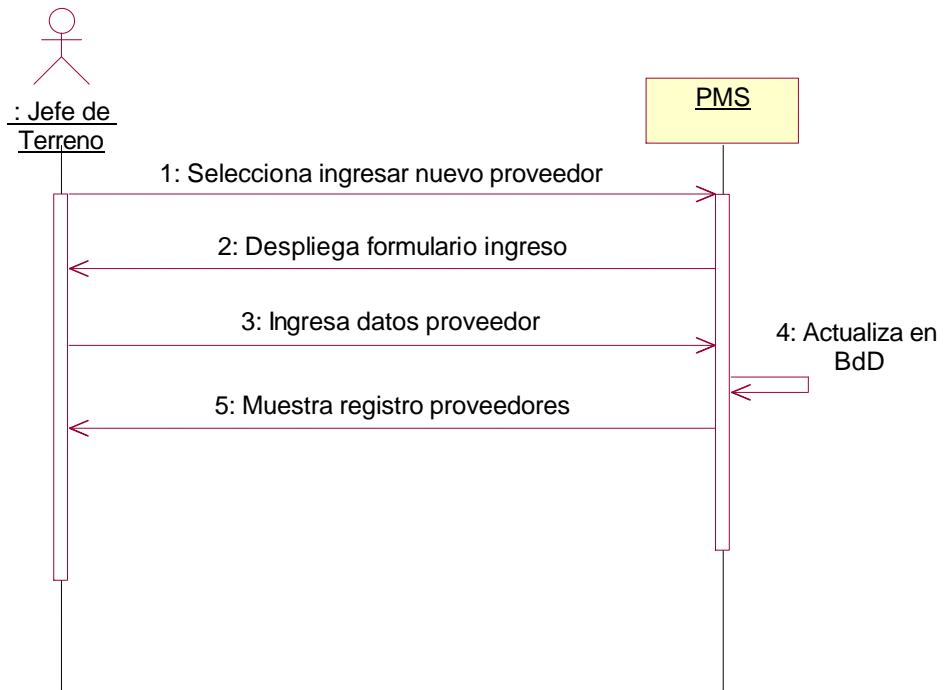 : Jefe de
Terreno
PMS
1: Selecciona ingresar nuevo proveedor
2: Despliega formulario ingreso
3: Ingresa datos proveedor
4: Actualiza en
BdD
5: Muestra registro proveedores